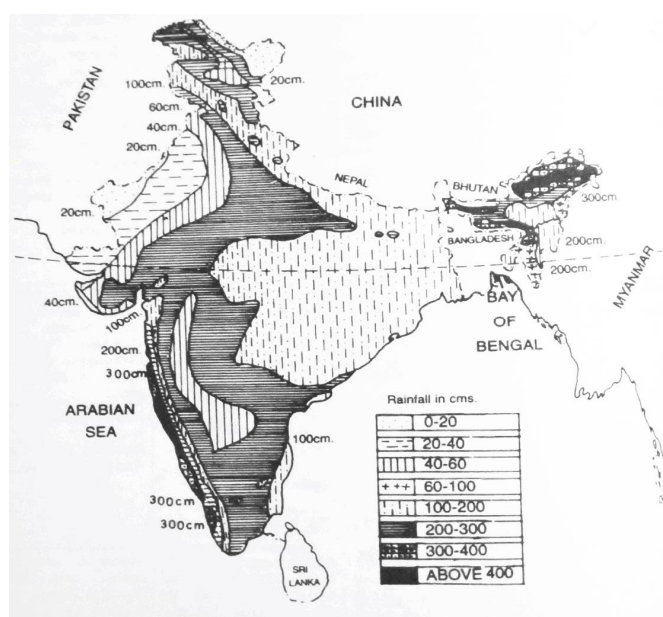 20cm.
100cm.
PAKISTAN
CHINA
60cm.
40cm.
20cm.
NEPAL
BHUTAN
300cm.
20cm.
BANGLADESH
200cm.
200cm.
MYANMAR
40cm.
100cm.
BAY
OF
BENGAL
200cm.
300cm.
ARABIAN
SEA
100cm.
300cm
300cm.
SRI
LANKA
Rainfall in cms.
0-20
20-40
40-60
60-100
100-200
200-300
300-400
ABOVE 400